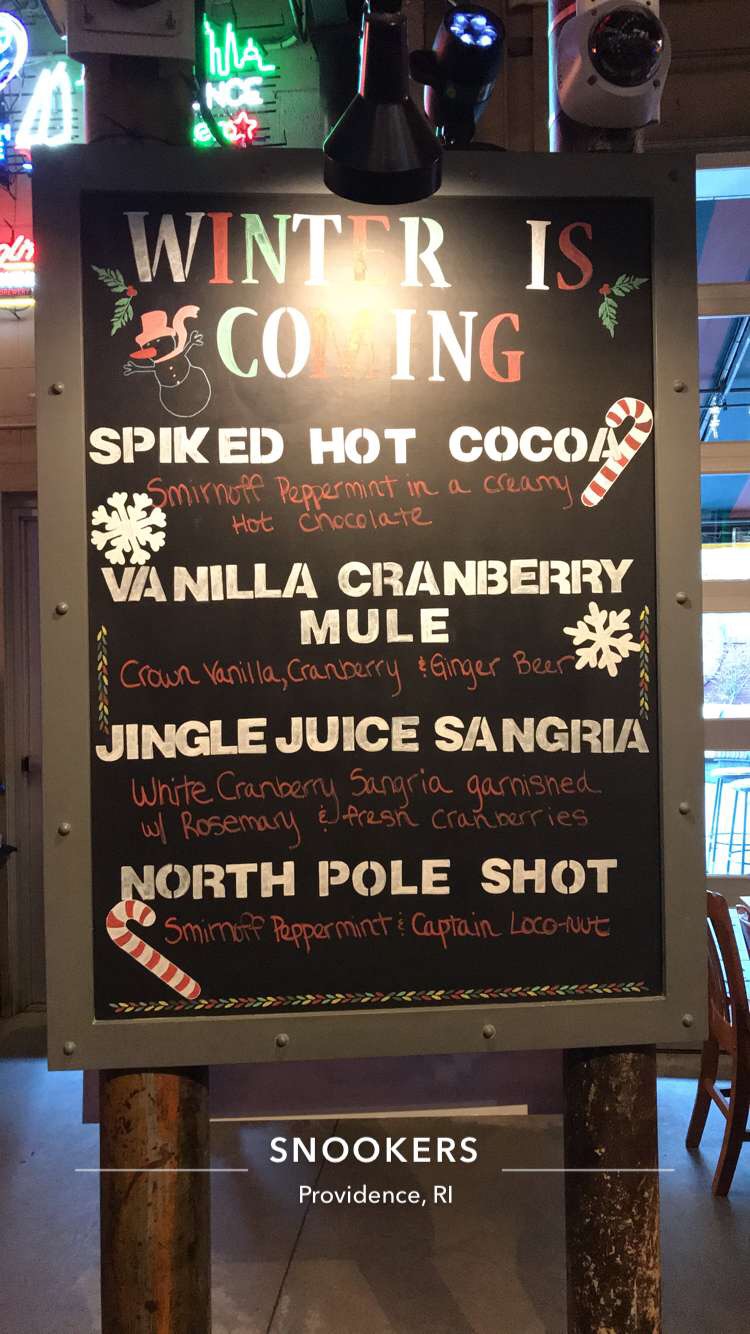 NCE
WINTER IS
COMING
SPIKED HOT COCOA
Smirnoff Peppermint in a creamy
Hot Chocolate
VANILLA CRANBERRY
MULE
Crown Vanilla, Cranberry & Ginger Beer
JINGLE JUICE SANGRIA
White Cranberry Sangria garnished
w/ Rosemary & fresh cranberries
NORTH POLE SHOT
Smirnoff Peppermint & Captain Loco-nut
SNOOKERS
Providence, RI